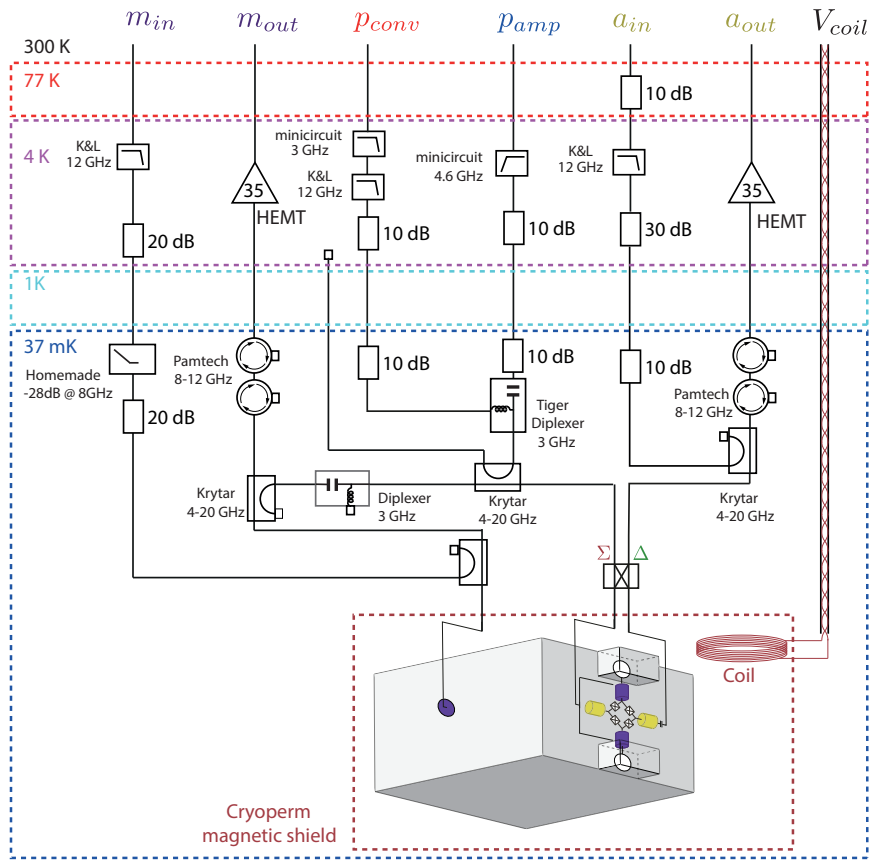 m_in m_out p_conv p_amp a_in a_out V_coil
300 K
77 K
10 dB
4 K
K&L
12 GHz
35
HEMT
20 dB
minicircuit
3 GHz
K&L
12 GHz
10 dB
minicircuit
4.6 GHz
10 dB
K&L
12 GHz
30 dB
35
HEMT
1K
37 mK
Homemade
-28dB @ 8GHz
20 dB
Pamtech
8-12 GHz
10 dB
10 dB
Tiger
Diplexer
3 GHz
10 dB
Pamtech
8-12 GHz
Krytar
4-20 GHz
Diplexer
3 GHz
Krytar
4-20 GHz
Krytar
4-20 GHz
Σ Δ
Coil
Cryoperm
magnetic shield